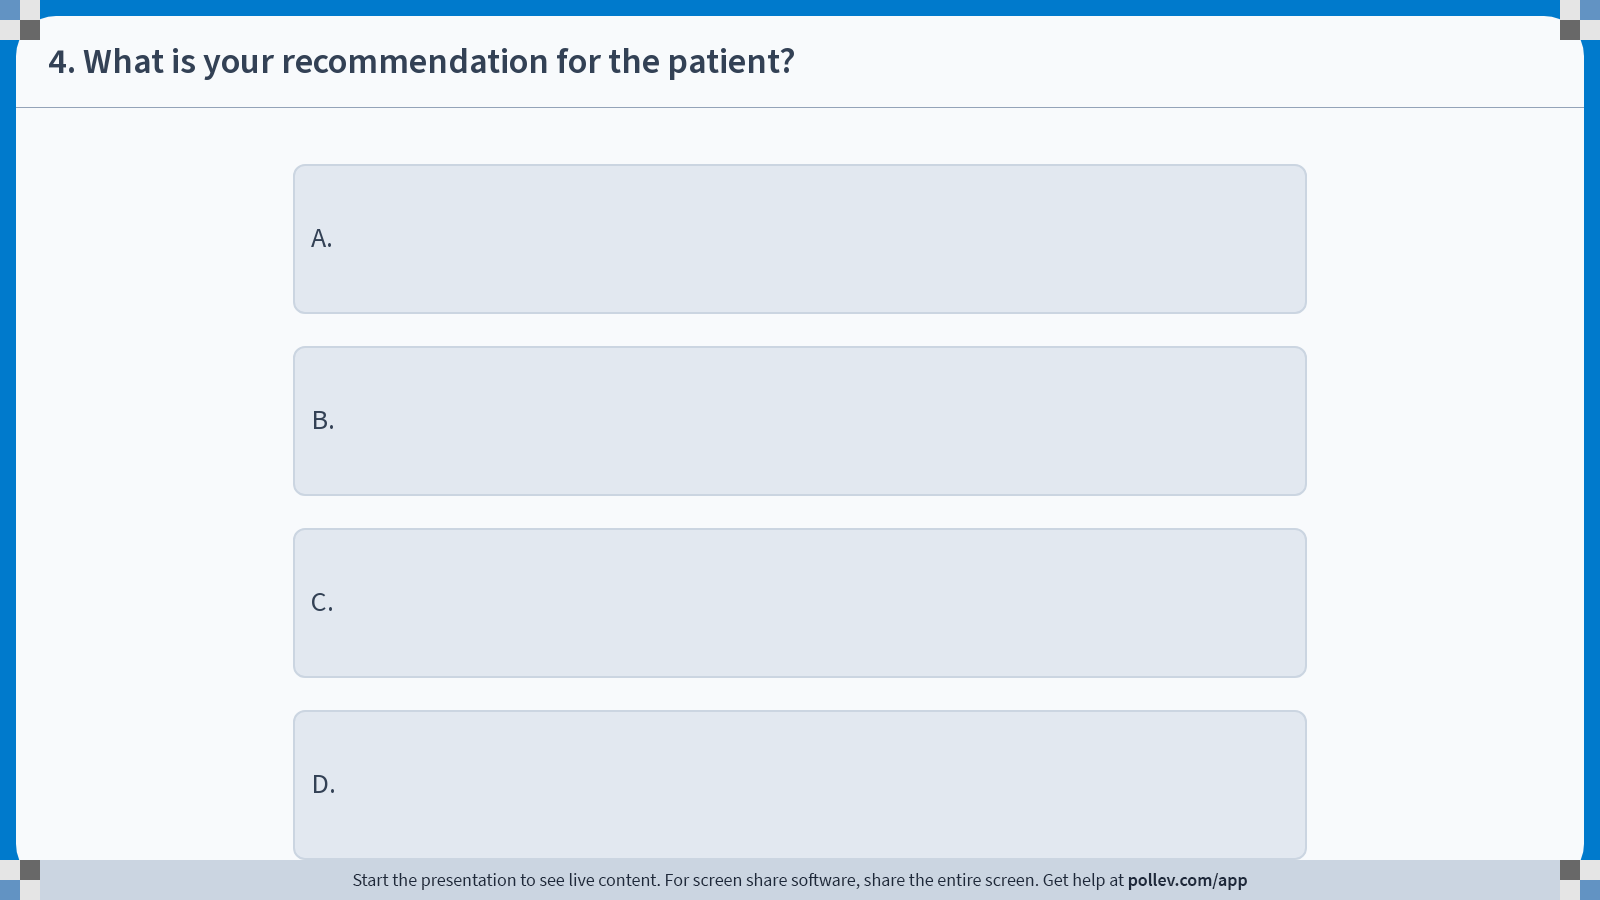 4. What is your recommendation for the patient?
A.
B.
C.
D.
Start the presentation to see live content. For screen share software, share the entire screen. Get help at pollev.com/app